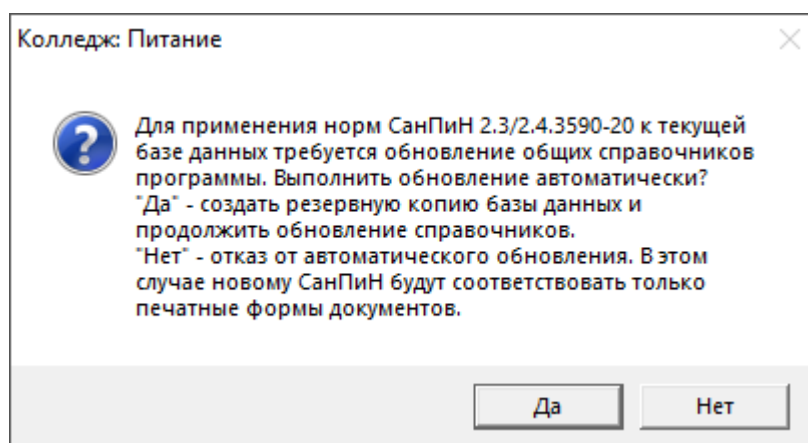 Колледж: Питание
Для применения норм СанПиН 2.3/2.4.3590-20 к текущей
базе данных требуется обновление общих справочников
программы. Выполнить обновление автоматически?
"Да" - создать резервную копию базы данных и
продолжить обновление справочников.
"Нет" - отказ от автоматического обновления. В этом
случае новому СанПиН будут соответствовать только
печатные формы документов.
Да
Нет